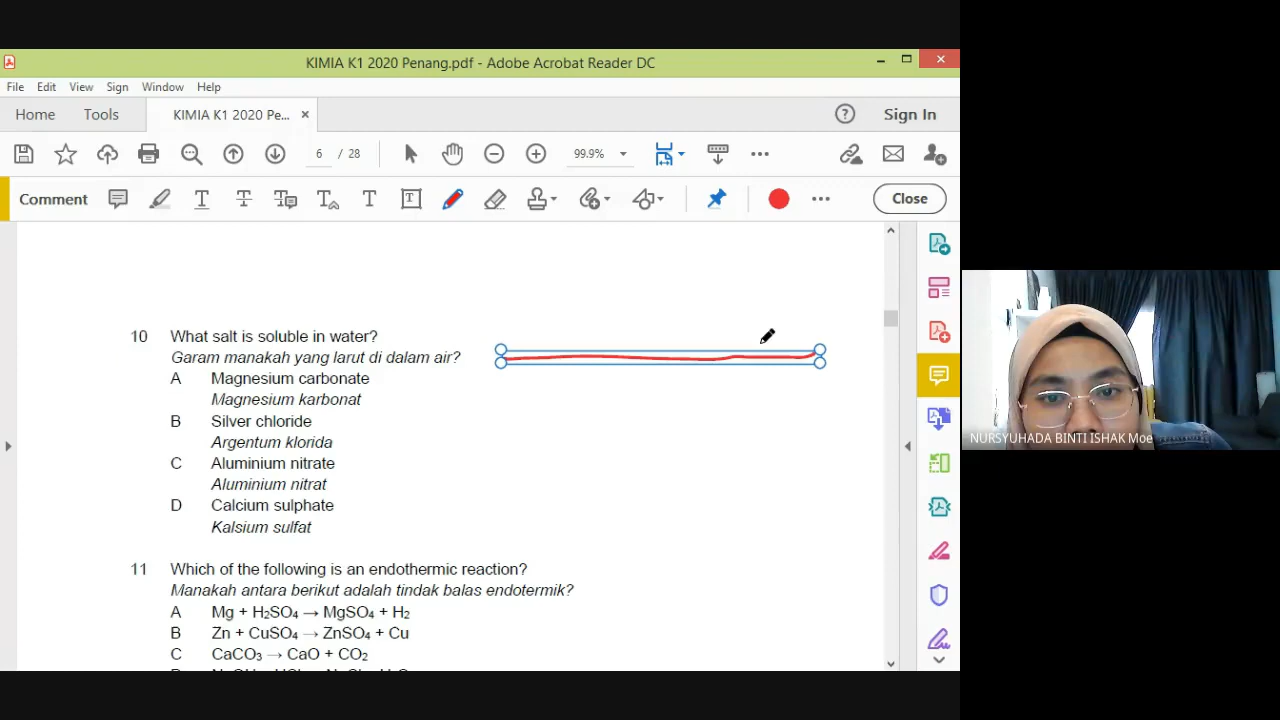 KIMIA K1 2020 Penang.pdf - Adobe Acrobat Reader DC
File Edit View Sign Window Help
Home Tools KIMIA K1 2020 Pe... × ? Sign In
6 / 28 99.9%
Comment Close
10 What salt is soluble in water?
Garam manakah yang larut di dalam air?
A Magnesium carbonate
Magnesium karbonat
B Silver chloride
Argentum klorida
C Aluminium nitrate
Aluminium nitrat
D Calcium sulphate
Kalsium sulfat
11 Which of the following is an endothermic reaction?
Manakah antara berikut adalah tindak balas endotermik?
A Mg + H₂SO₄ → MgSO₄ + H₂
B Zn + CuSO₄ → ZnSO₄ + Cu
C CaCO₃ → CaO + CO₂
NURSYUHADA BINTI ISHAK Moe